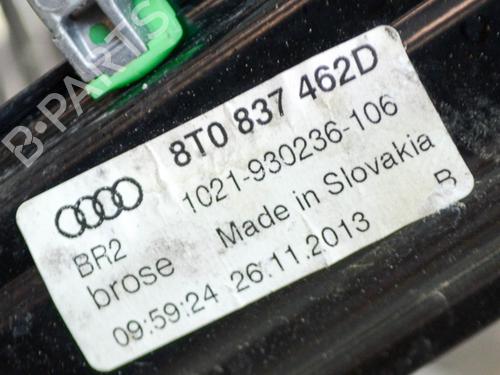 8T0 837 462D
1021-930236-106
BR2
Made in Slovakia
brose
R
09:59:24 26.11.2013
B-PARTS